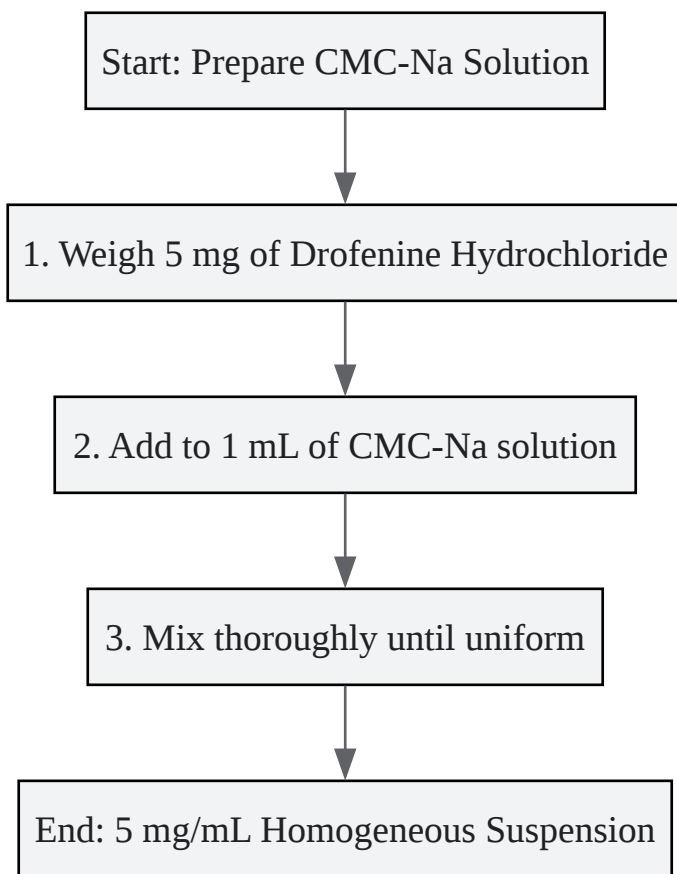 Start: Prepare CMC-Na Solution
1. Weigh 5 mg of Drofenine Hydrochloride
2. Add to 1 mL of CMC-Na solution
3. Mix thoroughly until uniform
End: 5 mg/mL Homogeneous Suspension